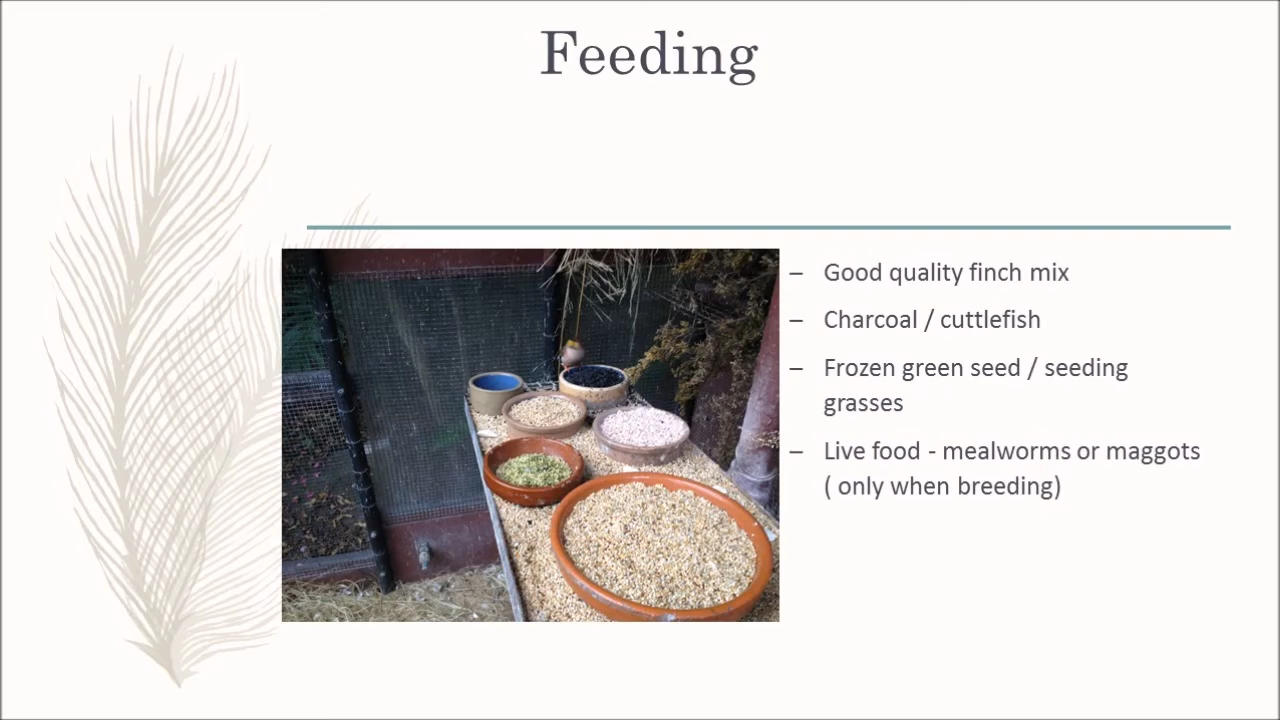 Feeding
– Good quality finch mix
– Charcoal / cuttlefish
– Frozen green seed / seeding
grasses
– Live food - mealworms or maggots
( only when breeding)